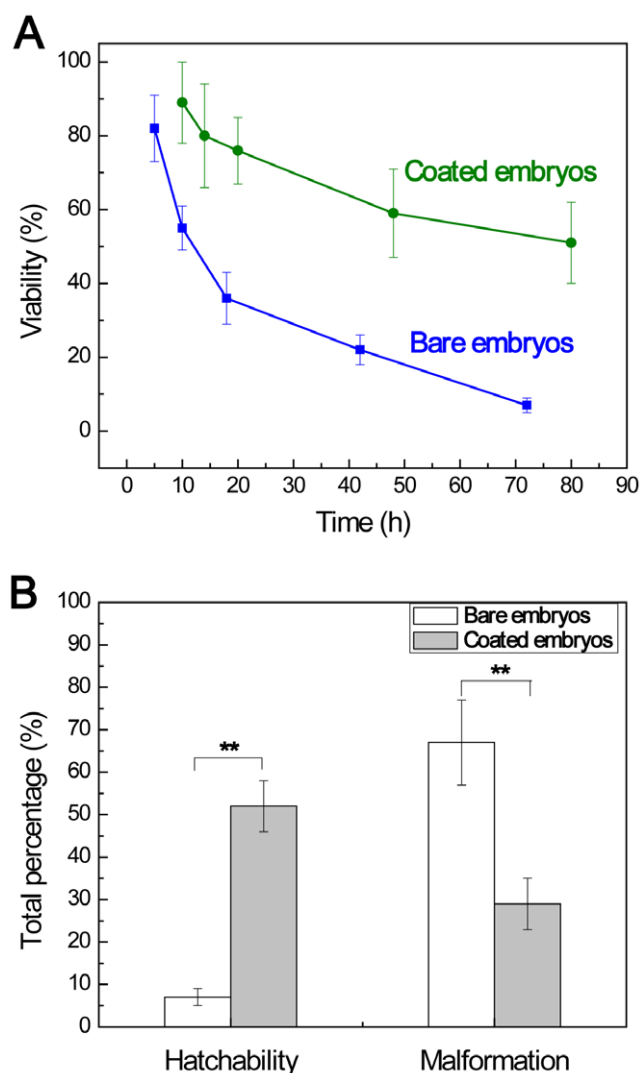 A
100
80
60
40
20
0
Viability (%)
Coated embryos
Bare embryos
0 10 20 30 40 50 60 70 80 90
Time (h)
B
100
90
80
70
60
50
40
30
20
10
0
Total percentage (%)
Bare embryos
Coated embryos
**
**
Hatchability Malformation